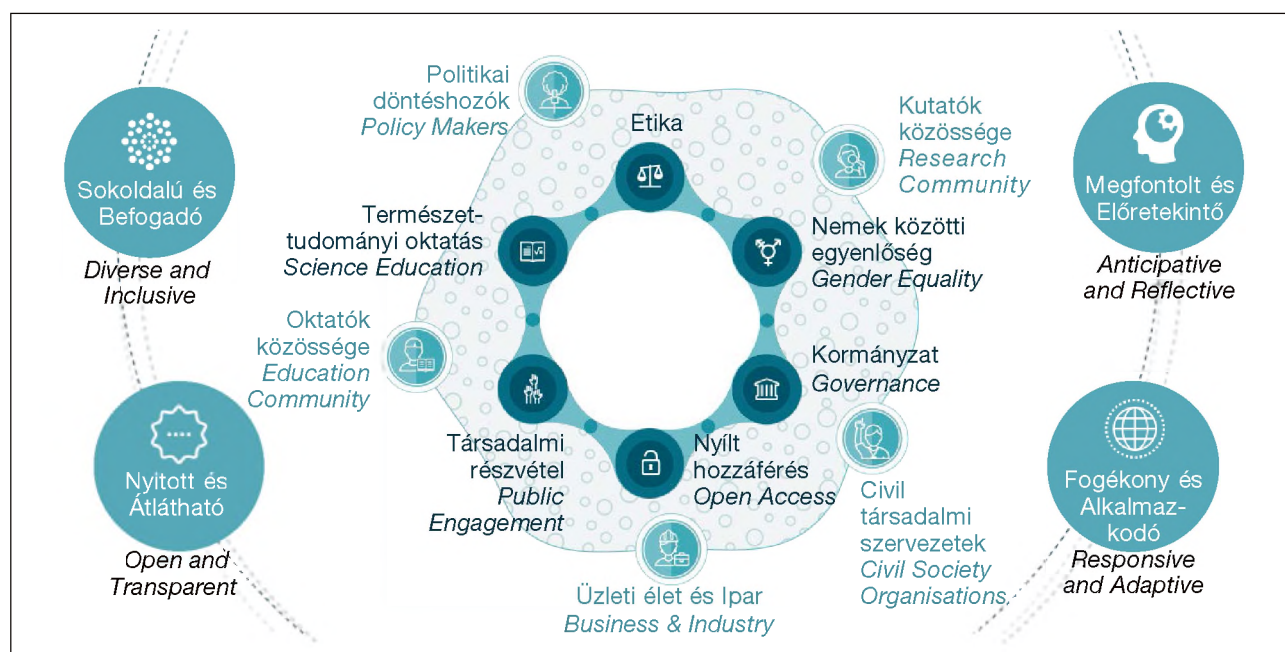 Politikai
döntéshozók
Policy Makers
Etika
Kutatók
közössége
Research
Community
Sokoldalú és
Befogadó
Diverse and
Inclusive
Megfontolt és
Előretekintő
Anticipative
and Reflective
Természet-
tudományi oktatás
Science Education
Nemek közötti
egyenlőség
Gender Equality
Oktatók
közössége
Education
Community
Kormányzat
Governance
Nyitott és
Átlátható
Open and
Transparent
Társadalmi
részvétel
Public
Engagement
Nyílt
hozzáférés
Open Access
Civil
társadalmi
szervezetek
Civil Society
Organisations
Fogékony és
Alkalmaz-
kodó
Responsive
and Adaptive
Üzleti élet és Ipar
Business & Industry